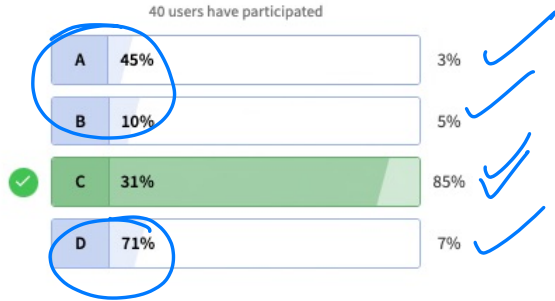 40 users have participated
A 45% 3%
B 10% 5%
C 31% 85%
D 71% 7%